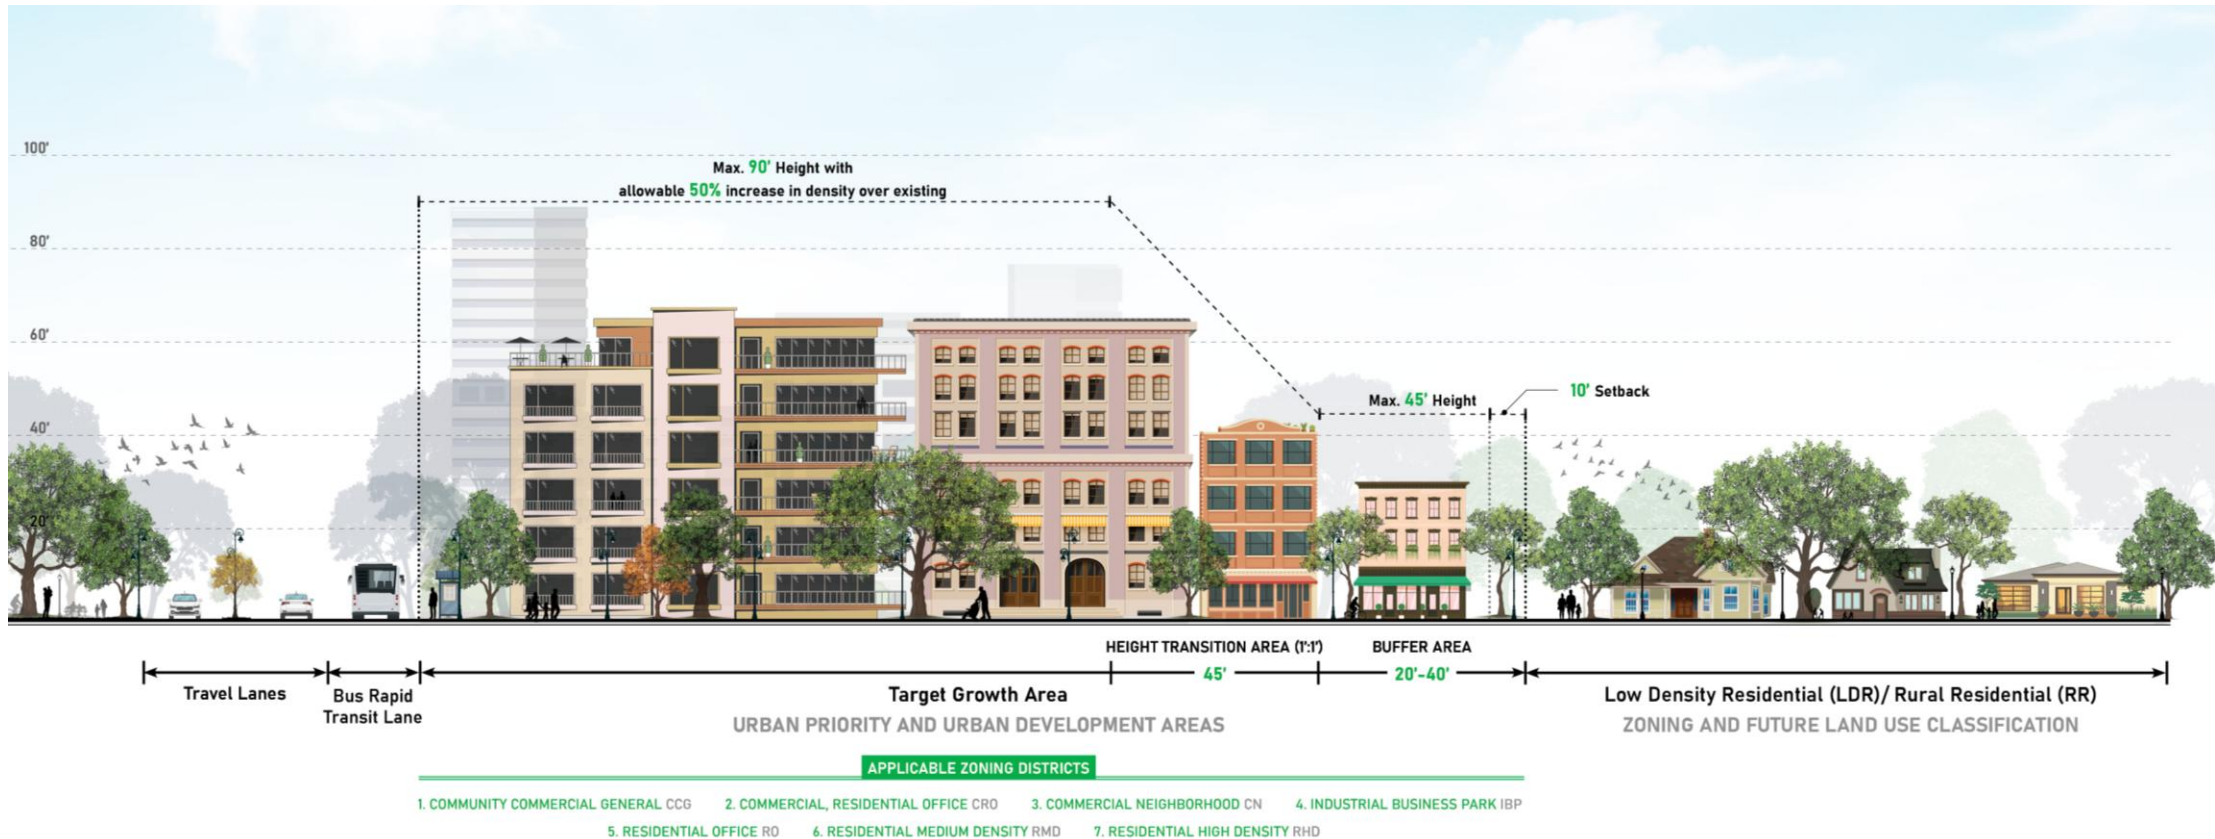 100'
Max. 90' Height with
allowable 50% increase in density over existing
80'
60'
10' Setback
Max. 45' Height
40'
20'
HEIGHT TRANSITION AREA (1':1')
BUFFER AREA
45'
20'-40'
Travel Lanes
Bus Rapid
Transit Lane
Target Growth Area
URBAN PRIORITY AND URBAN DEVELOPMENT AREAS
Low Density Residential (LDR)/ Rural Residential (RR)
ZONING AND FUTURE LAND USE CLASSIFICATION
APPLICABLE ZONING DISTRICTS
1. COMMUNITY COMMERCIAL GENERAL CCG
2. COMMERCIAL, RESIDENTIAL OFFICE CRO
3. COMMERCIAL NEIGHBORHOOD CN
4. INDUSTRIAL BUSINESS PARK IBP
5. RESIDENTIAL OFFICE RO
6. RESIDENTIAL MEDIUM DENSITY RMD
7. RESIDENTIAL HIGH DENSITY RHD